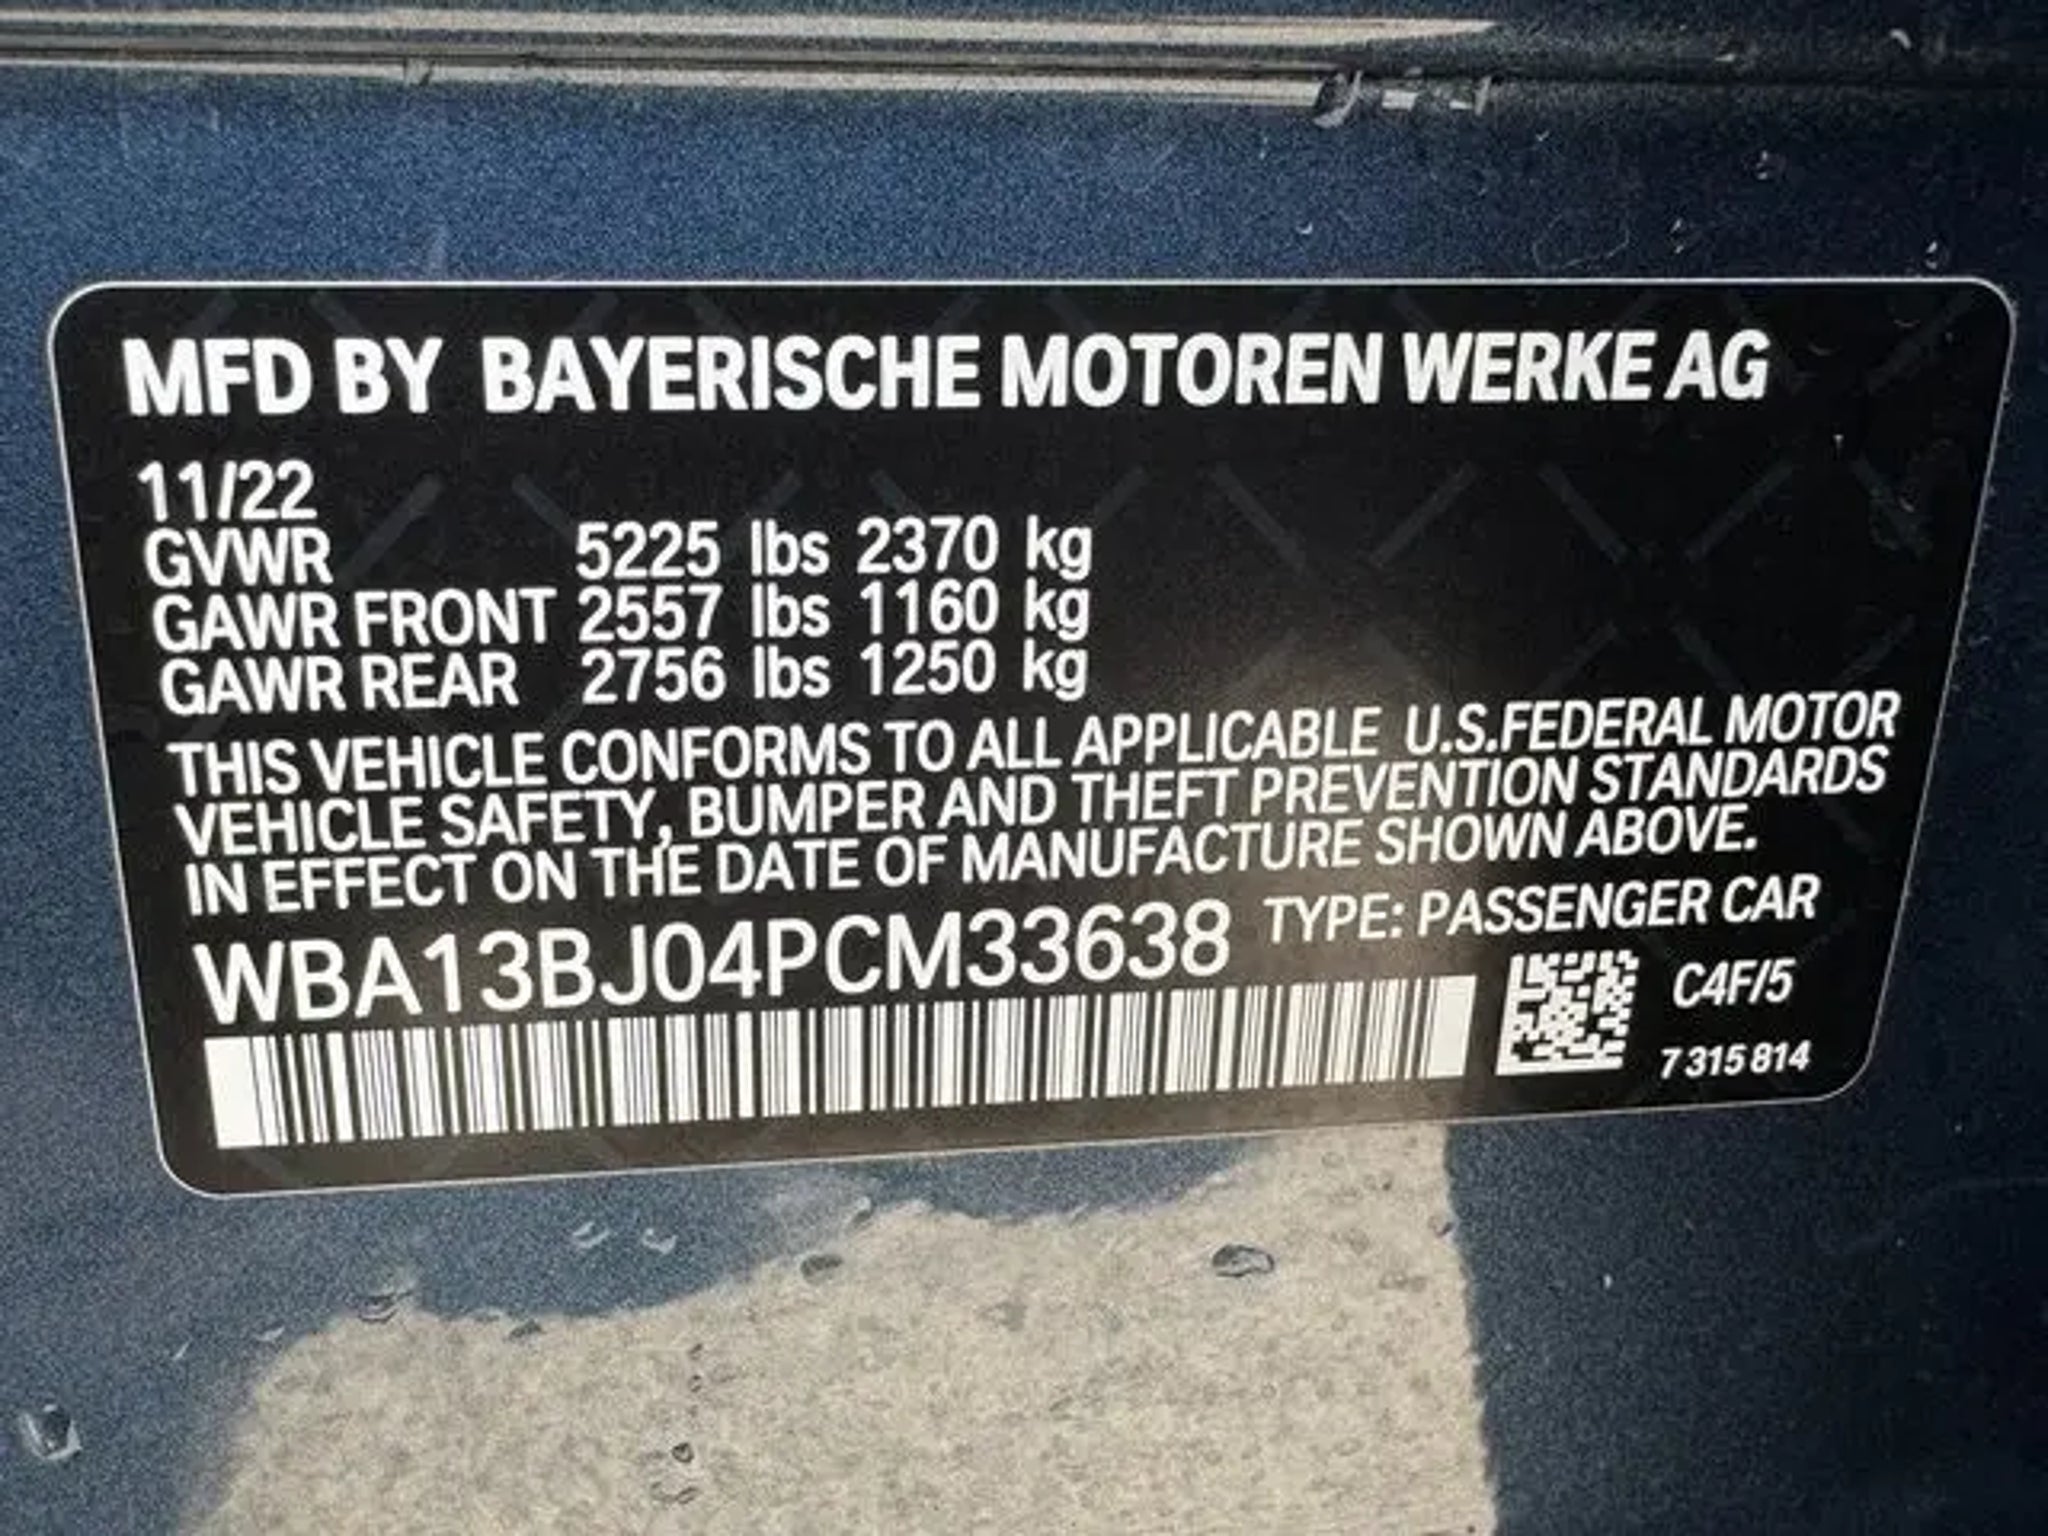 MFD BY BAYERISCHE MOTOREN WERKE AG
11/22
GVWR 5225 lbs 2370 kg
GAWR FRONT 2557 lbs 1160 kg
GAWR REAR 2756 lbs 1250 kg
THIS VEHICLE CONFORMS TO ALL APPLICABLE U.S.FEDERAL MOTOR
VEHICLE SAFETY, BUMPER AND THEFT PREVENTION STANDARDS
IN EFFECT ON THE DATE OF MANUFACTURE SHOWN ABOVE.
WBA13BJ04PCM33638 TYPE: PASSENGER CAR
C4F/5
7 315 814